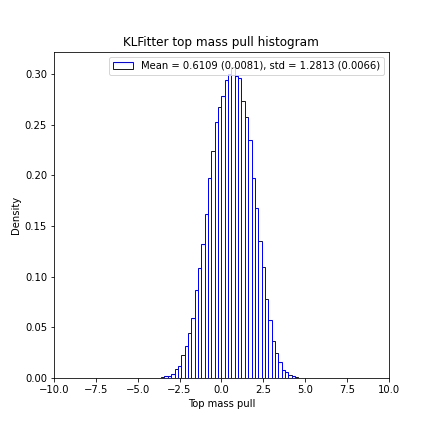 KLFitter top mass pull histogram
Mean = 0.6109 (0.0081), std = 1.2813 (0.0066)
0.30
0.25
0.20
0.15
0.10
0.05
0.00
Density
−10.0 −7.5 −5.0 −2.5 0.0 2.5 5.0 7.5 10.0
Top mass pull